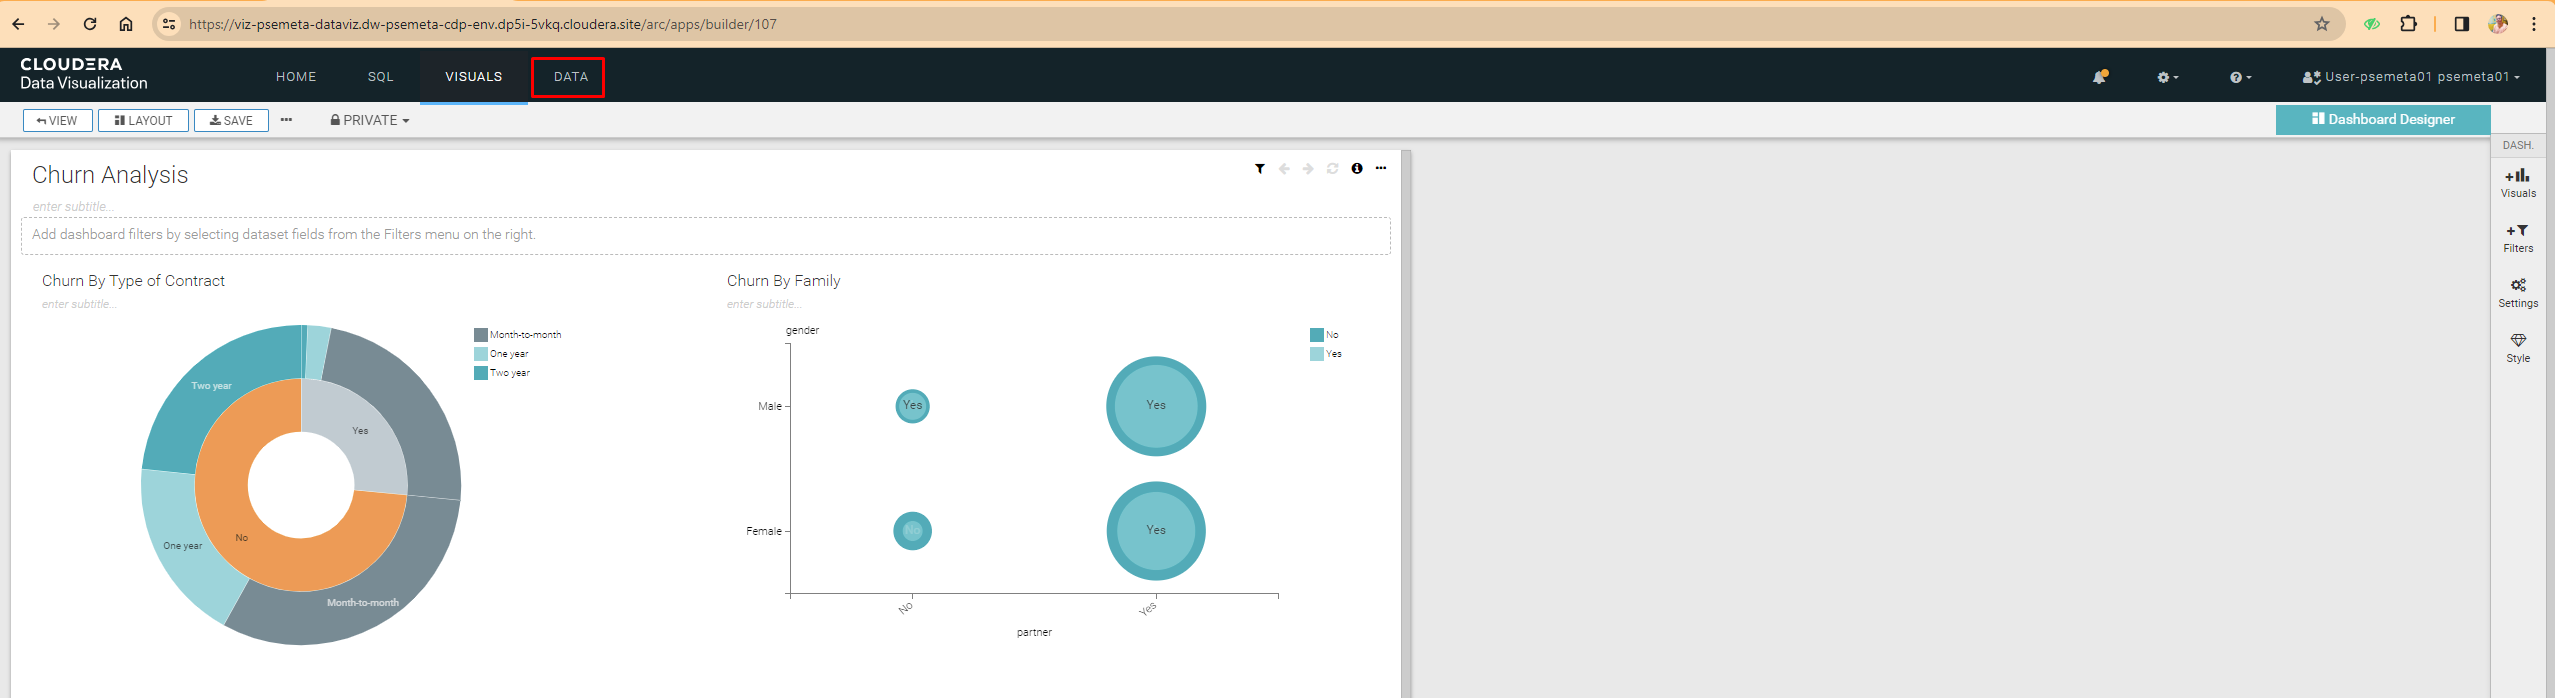 https://viz-psemeta-dataviz.dw-psemeta-cdp-env.dp5i-5vkq.cloudera.site/arc/apps/builder/107
CLOUDERA
Data Visualization
HOME
SQL
VISUALS
DATA
User-psemeta01 psemeta01
VIEW
LAYOUT
SAVE
PRIVATE
Dashboard Designer
DASH.
Visuals
Filters
Settings
Style
Churn Analysis
enter subtitle...
Add dashboard filters by selecting dataset fields from the Filters menu on the right.
Churn By Type of Contract
enter subtitle...
Month-to-month
One year
Two year
Two year
Yes
No
One year
Month-to-month
Churn By Family
enter subtitle...
gender
No
Yes
Male
Yes
Yes
Female
No
Yes
No
Yes
partner